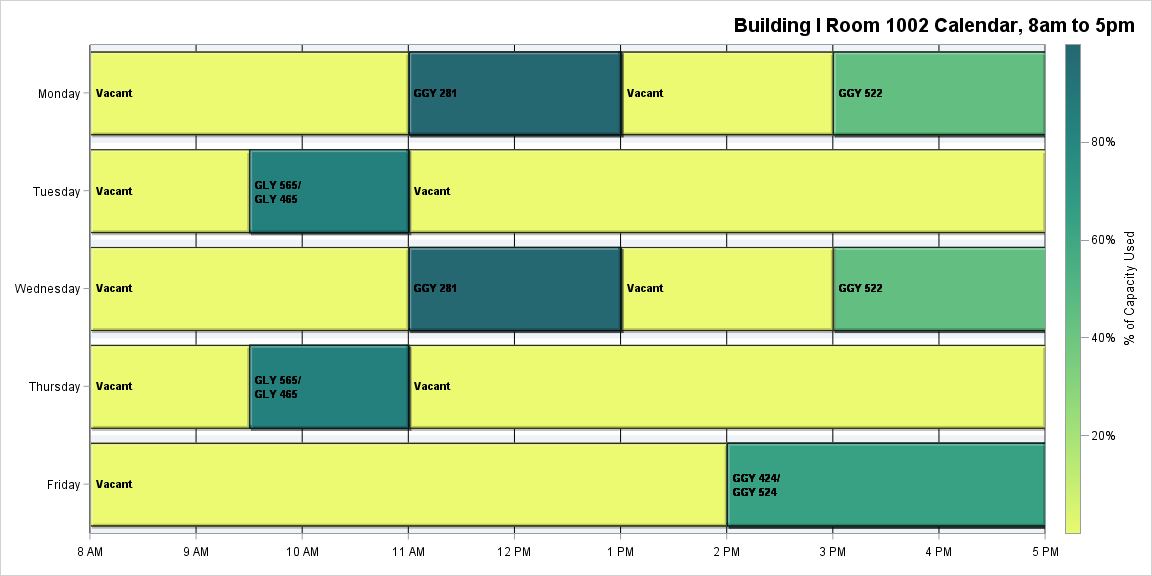 Building I Room 1002 Calendar, 8am to 5pm
Monday
Vacant
GGY 281
Vacant
GGY 522
Tuesday
Vacant
GLY 565/
GLY 465
Vacant
Wednesday
Vacant
GGY 281
Vacant
GGY 522
Thursday
Vacant
GLY 565/
GLY 465
Vacant
Friday
Vacant
GGY 424/
GGY 524
8 AM
9 AM
10 AM
11 AM
12 PM
1 PM
2 PM
3 PM
4 PM
5 PM
80%
60%
40%
20%
% of Capacity Used